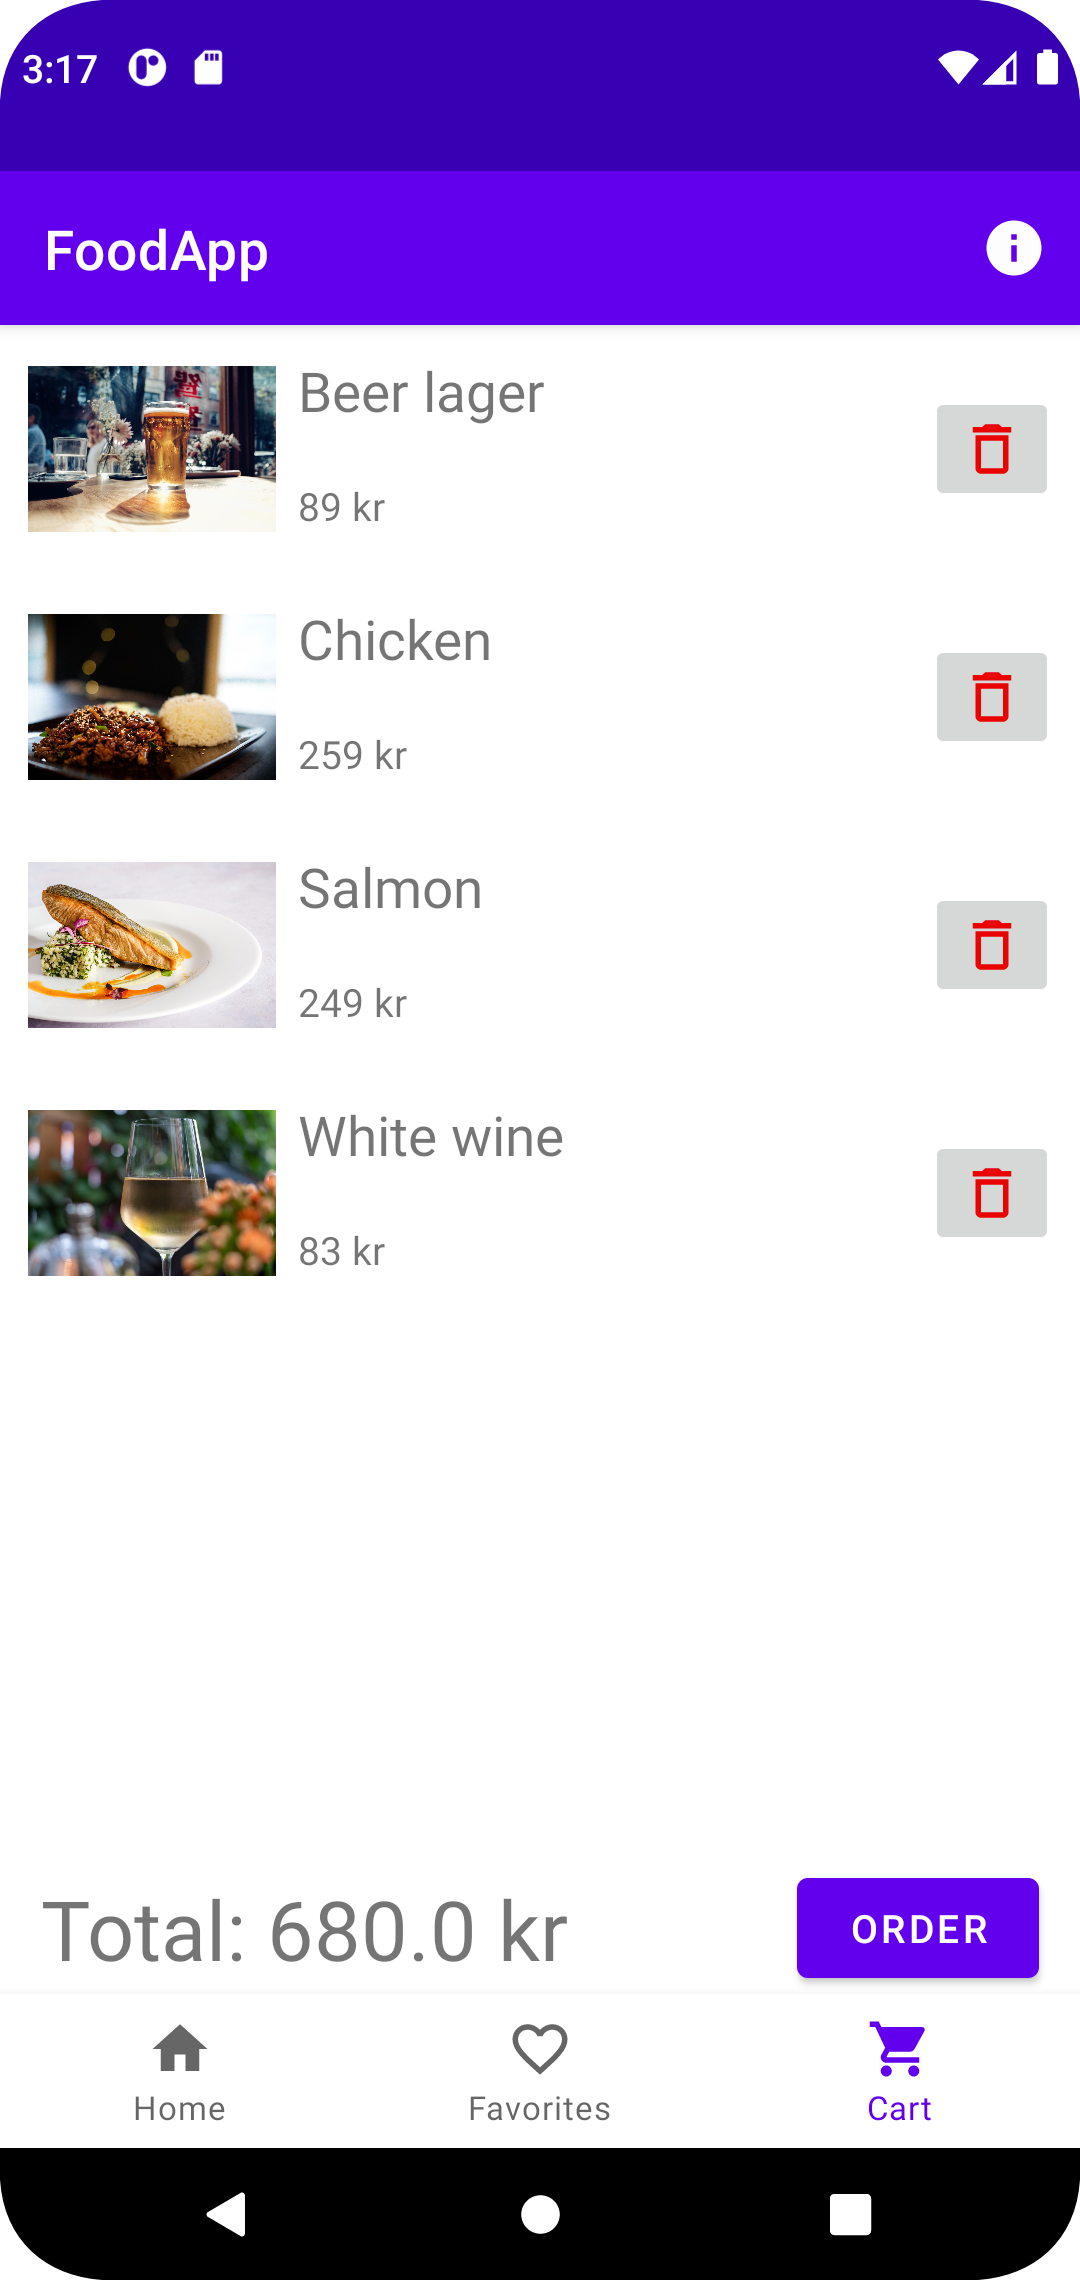 3:17
FoodApp
Beer lager
89 kr
Chicken
259 kr
Salmon
249 kr
White wine
83 kr
Total: 680.0 kr
ORDER
Home
Favorites
Cart